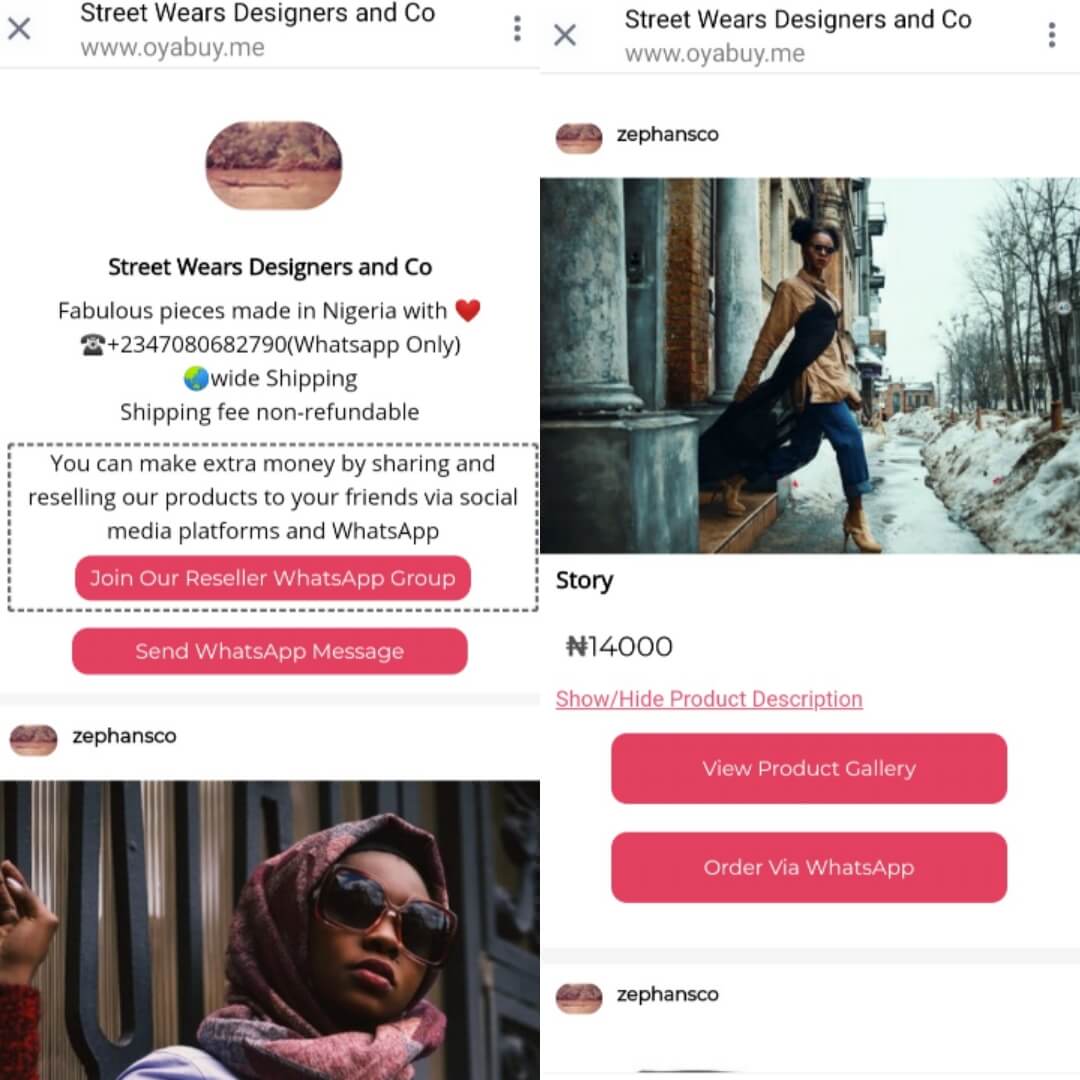 Street Wears Designers and Co
www.oyabuy.me
Street Wears Designers and Co
Fabulous pieces made in Nigeria with ❤️
☎+2347080682790(Whatsapp Only)
🌏wide Shipping
Shipping fee non-refundable
You can make extra money by sharing and
reselling our products to your friends via social
media platforms and WhatsApp
Join Our Reseller WhatsApp Group
Send WhatsApp Message
zephansco
Street Wears Designers and Co
www.oyabuy.me
zephansco
Story
₦14000
Show/Hide Product Description
View Product Gallery
Order Via WhatsApp
zephansco